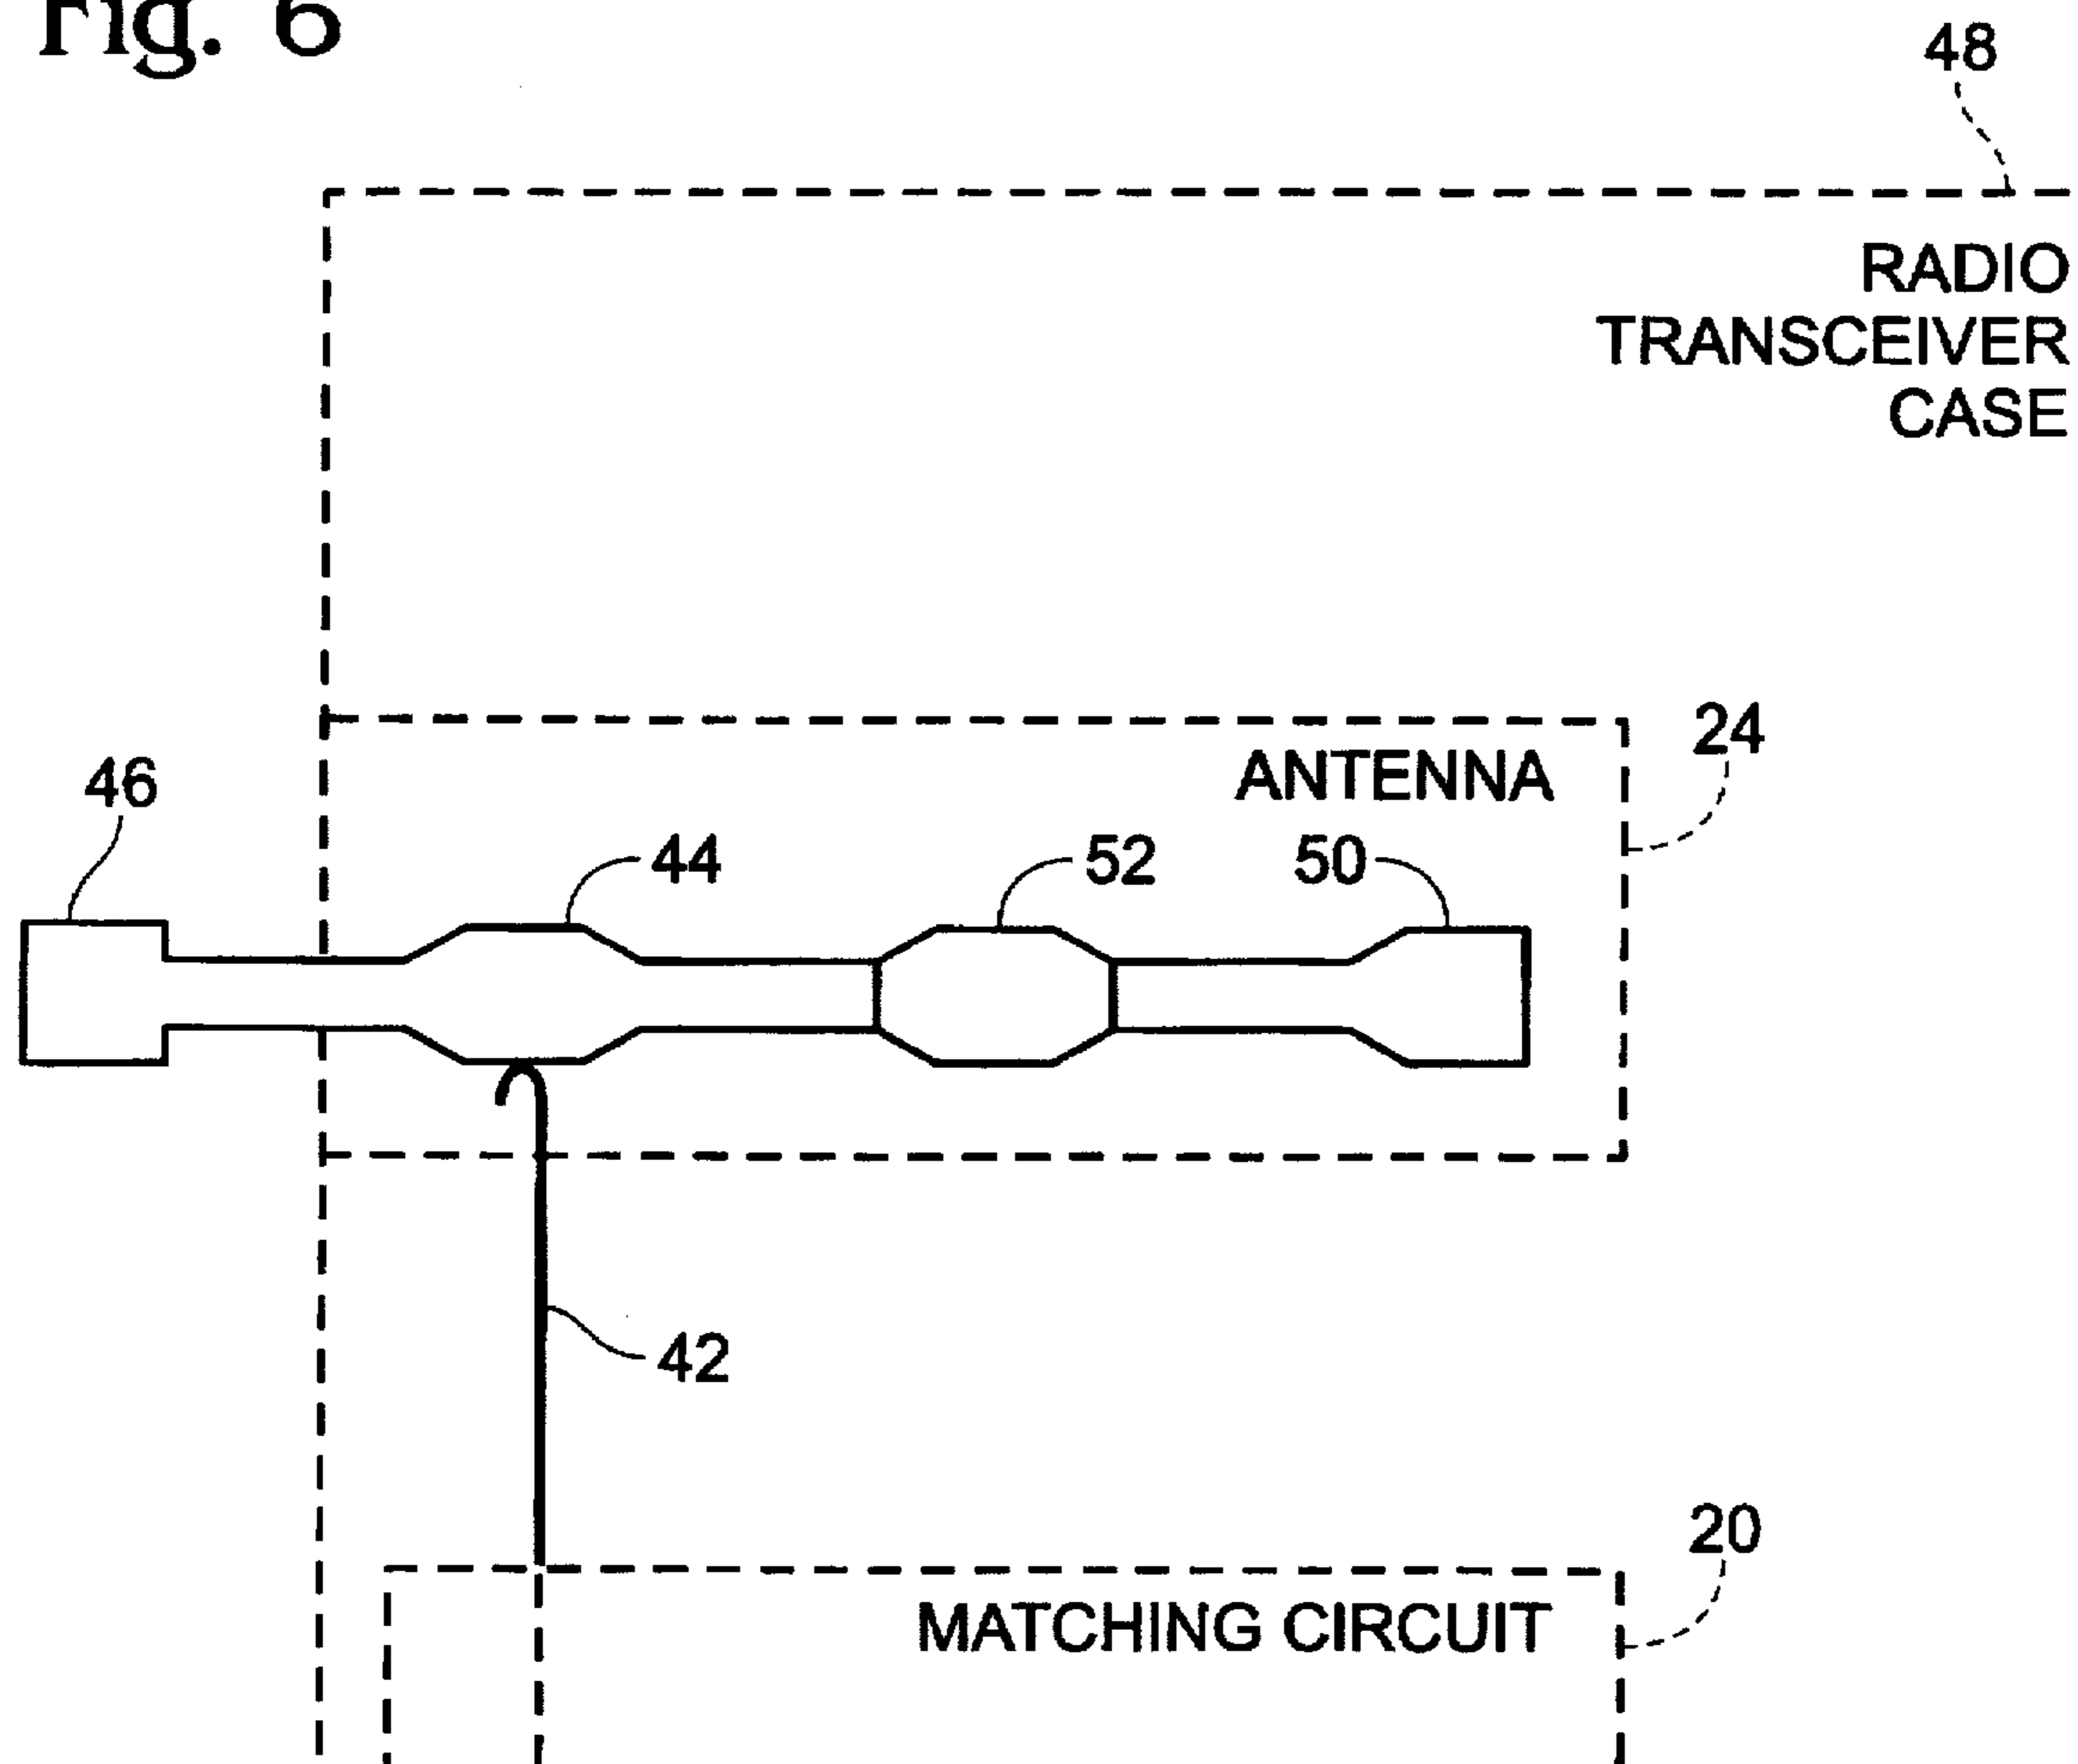 Fig. 6
48
RADIO
TRANSCEIVER
CASE
24
ANTENNA
46
44
52
50
42
20
MATCHING CIRCUIT